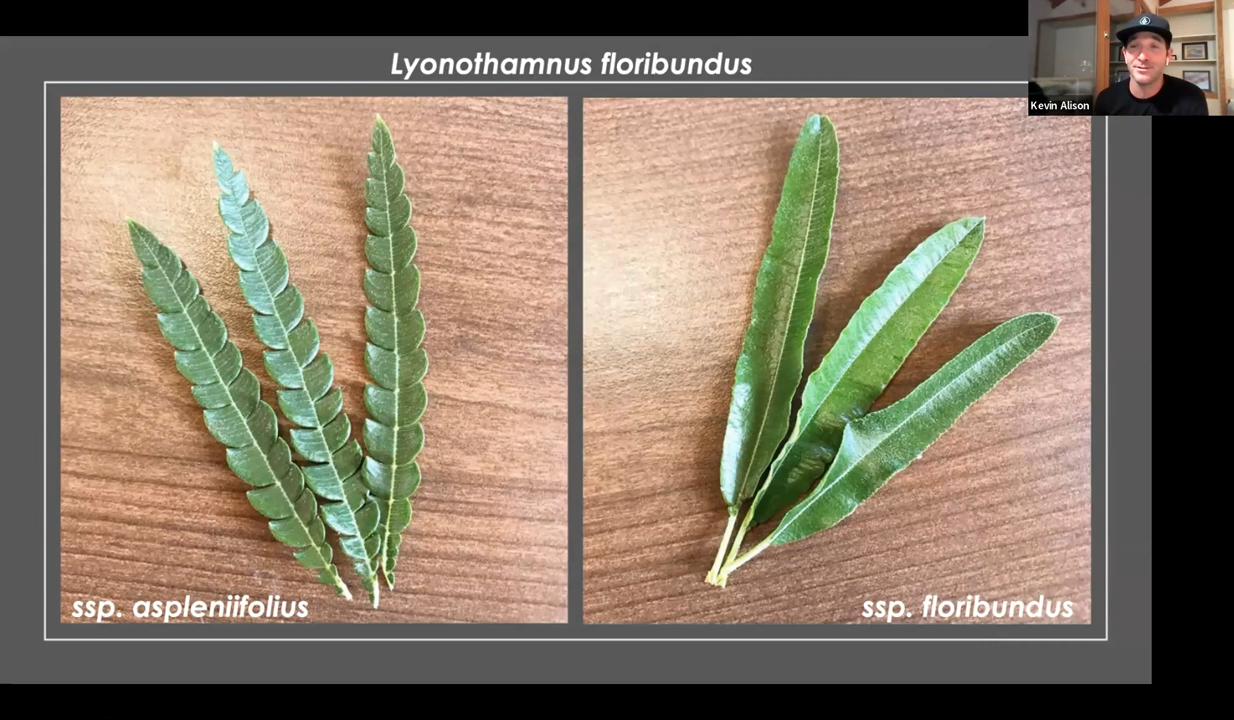 Lyonothamnus floribundus
Kevin Alison
ssp. aspleniifolius
ssp. floribundus